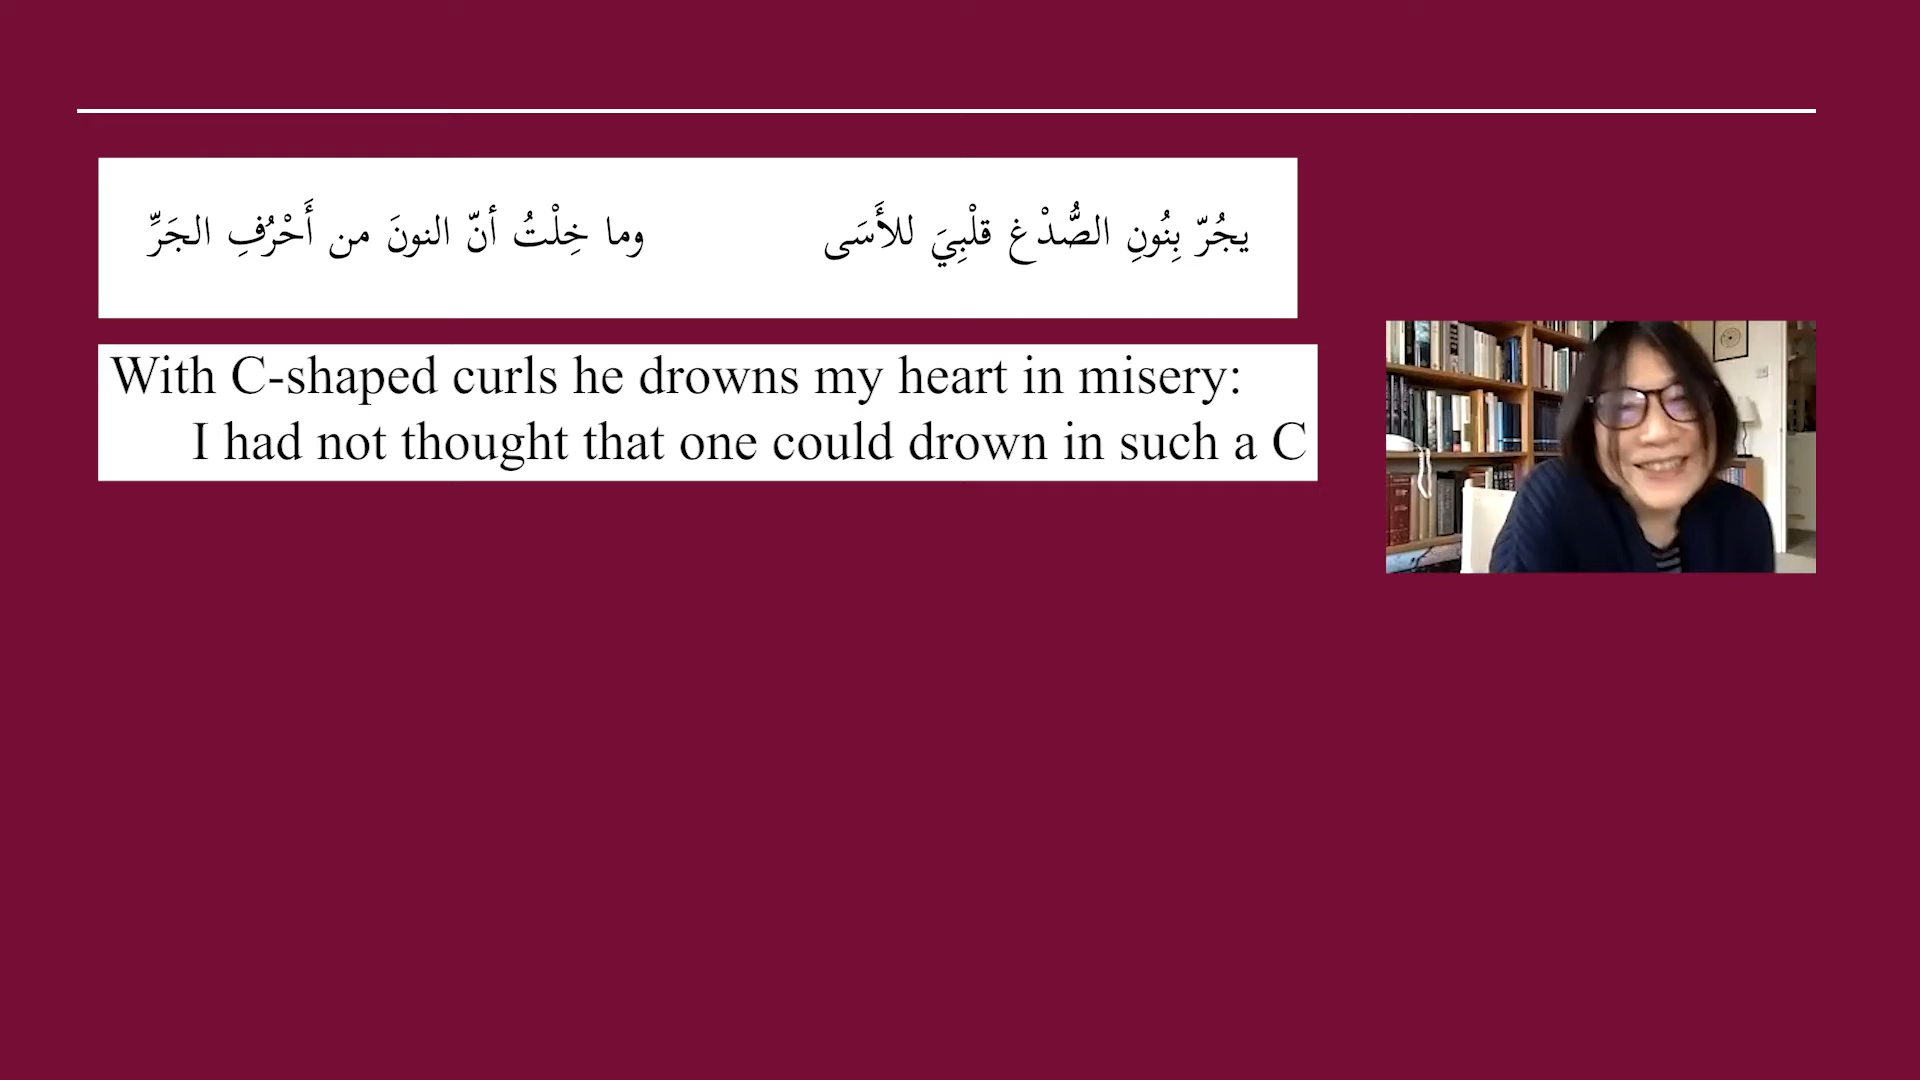 يجُرّ بِنُونِ الصُّدْغ قلْبِيَ للأَسَى وما خِلْتُ أنّ النونَ من أَحْرُفِ الجَرِّ
With C-shaped curls he drowns my heart in misery:
I had not thought that one could drown in such a C